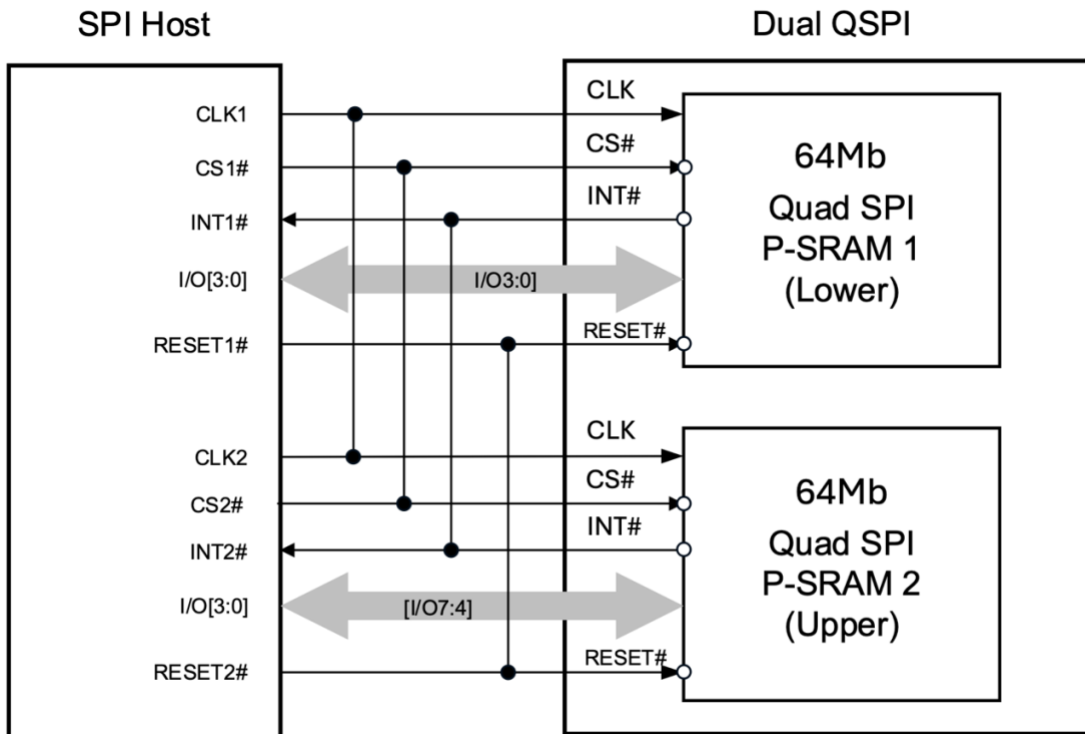 SPI Host
Dual QSPI
CLK1
CS1#
INT1#
I/O[3:0]
RESET1#
CLK2
CS2#
INT2#
I/O[3:0]
RESET2#
I/O3:0]
[I/O7:4]
CLK
CS#
INT#
RESET#
64Mb
Quad SPI
P-SRAM 1
(Lower)
CLK
CS#
INT#
RESET#
64Mb
Quad SPI
P-SRAM 2
(Upper)